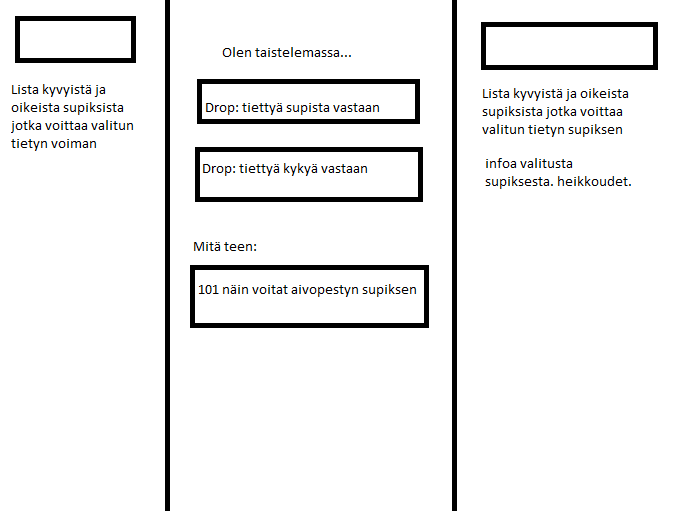 Lista kyvyistä ja
oikeista supiksista
jotka voittaa valitun
tietyn voiman
Olen taistelemassa...
Drop: tiettyä supista vastaan
Drop: tiettyä kykyä vastaan
Mitä teen:
101 näin voitat aivopestyn supiksen
Lista kyvyistä ja oikeista
supiksista jotka voittaa
valitun tietyn supiksen
infoa valitusta
supiksesta. heikkoudet.